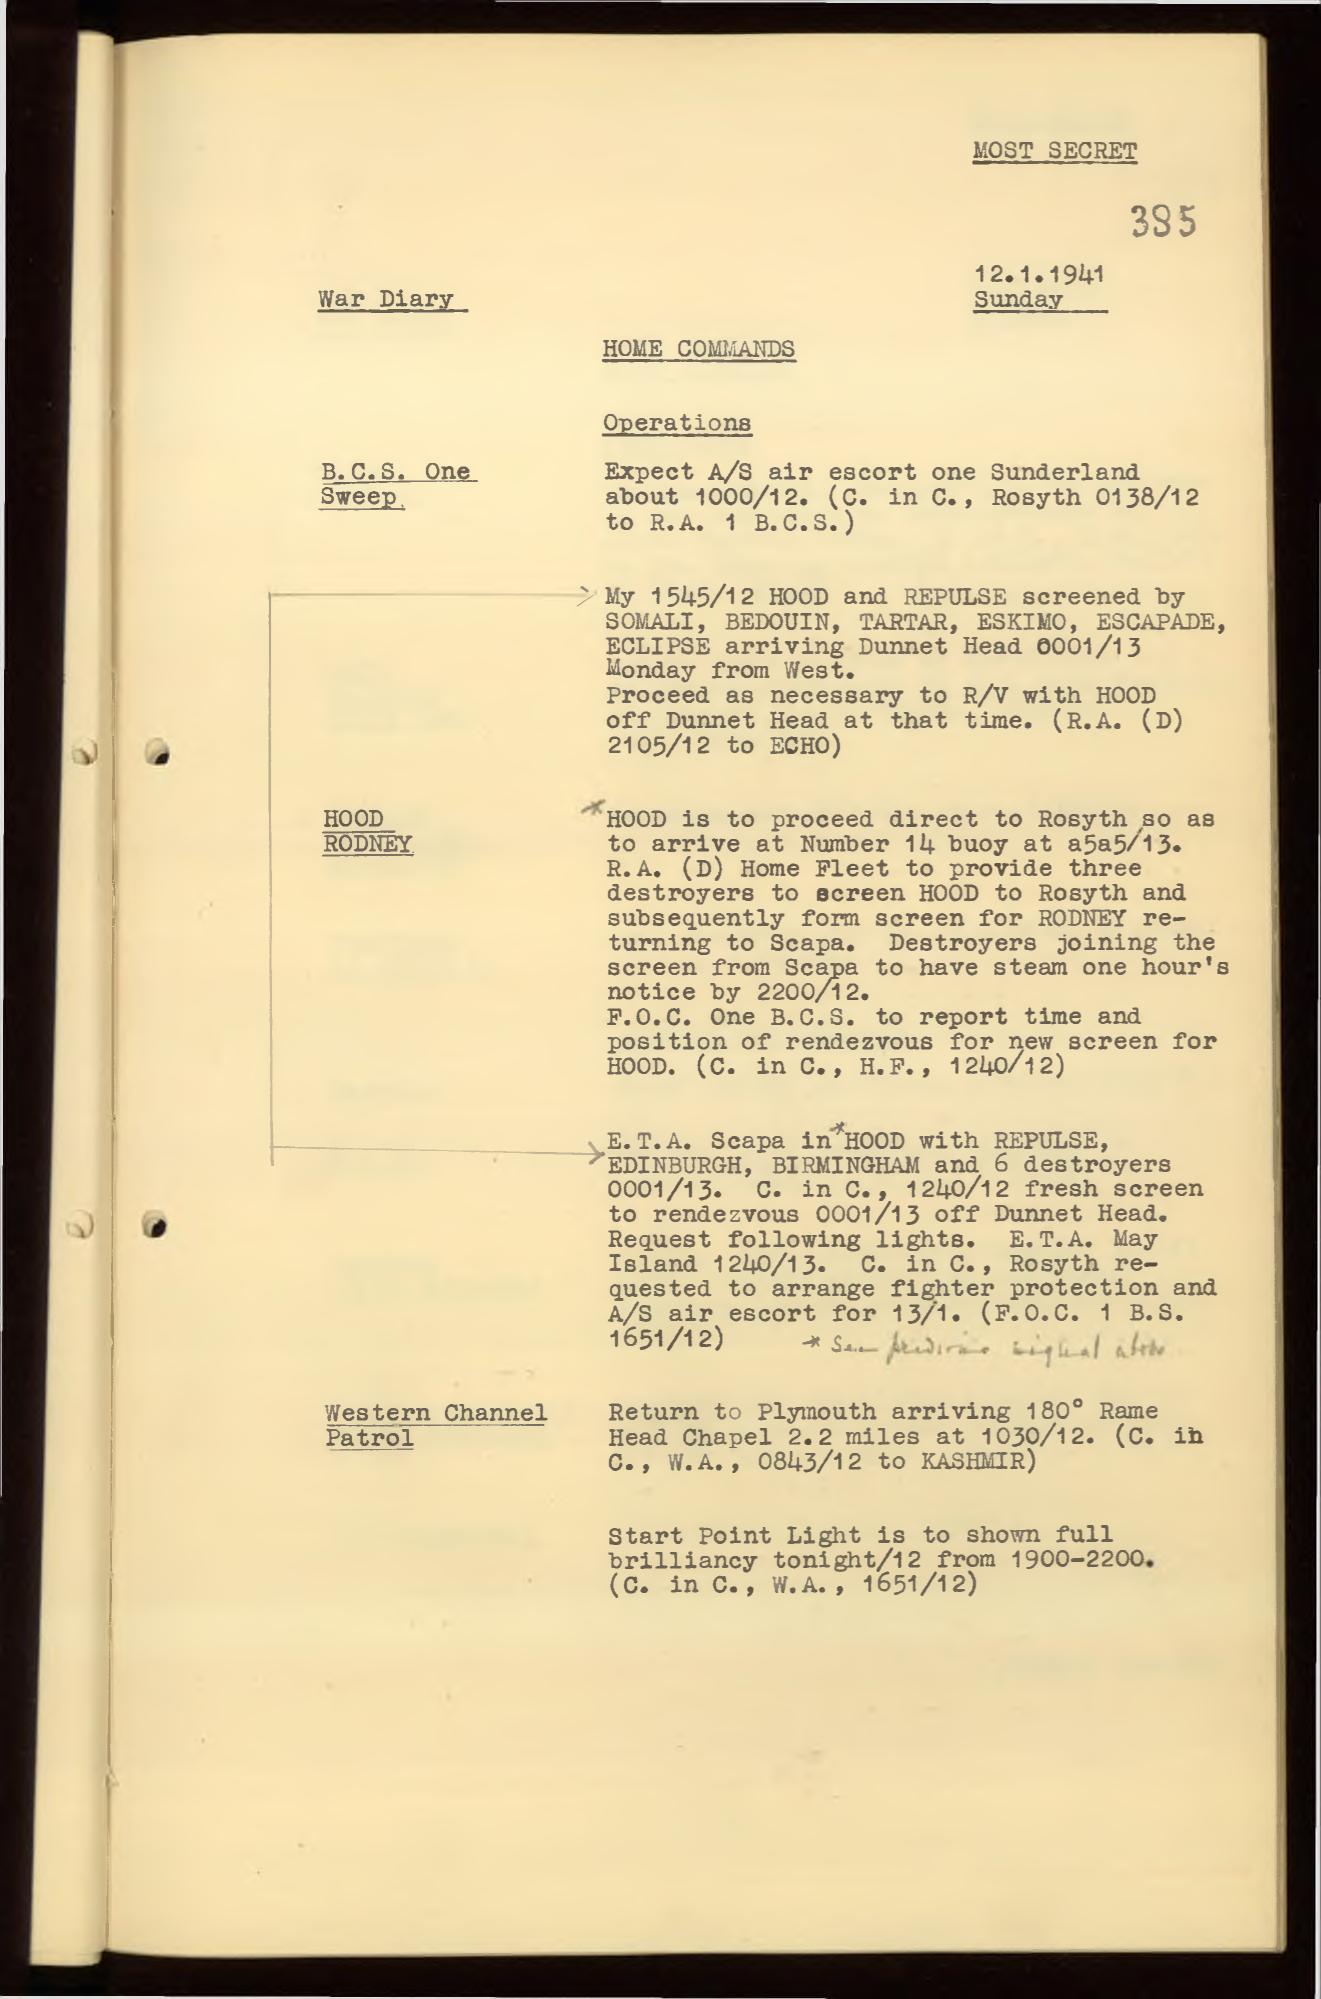 MOST SECRET
385
12.1.1941
War Diary
Sunday
HOME COMMANDS
Operations
B.C.S. One
Sweep.
Expect A/S air escort one Sunderland
about 1000/12. (C. in C., Rosyth 0138/12
to R.A. 1 B.C.S.)
My 1545/12 HOOD and REPULSE screened by
SOMALI, BEDOUIN, TARTAR, ESKIMO, ESCAPADE,
ECLIPSE arriving Dunnet Head 0001/13
Monday from West.
Proceed as necessary to R/V with HOOD
off Dunnet Head at that time. (R.A. (D)
2105/12 to ECHO)
HOOD
RODNEY
* HOOD is to proceed direct to Rosyth so as
to arrive at Number 14 buoy at a5a5/13.
R.A. (D) Home Fleet to provide three
destroyers to screen HOOD to Rosyth and
subsequently form screen for RODNEY re-
turning to Scapa. Destroyers joining the
screen from Scapa to have steam one hour's
notice by 2200/12.
F.O.C. One B.C.S. to report time and
position of rendezvous for new screen for
HOOD. (C. in C., H.F., 1240/12)
E.T.A. Scapa in * HOOD with REPULSE,
EDINBURGH, BIRMINGHAM and 6 destroyers
0001/13. C. in C., 1240/12 fresh screen
to rendezvous 0001/13 off Dunnet Head.
Request following lights. E.T.A. May
Island 1240/13. C. in C., Rosyth re-
quested to arrange fighter protection and
A/S air escort for 13/1. (F.O.C. 1 B.S.
1651/12)
* See previous signal above
Western Channel
Patrol
Return to Plymouth arriving 180° Rame
Head Chapel 2.2 miles at 1030/12. (C. in
C., W.A., 0843/12 to KASHMIR)
Start Point Light is to shown full
brilliancy tonight/12 from 1900-2200.
(C. in C., W.A., 1651/12)